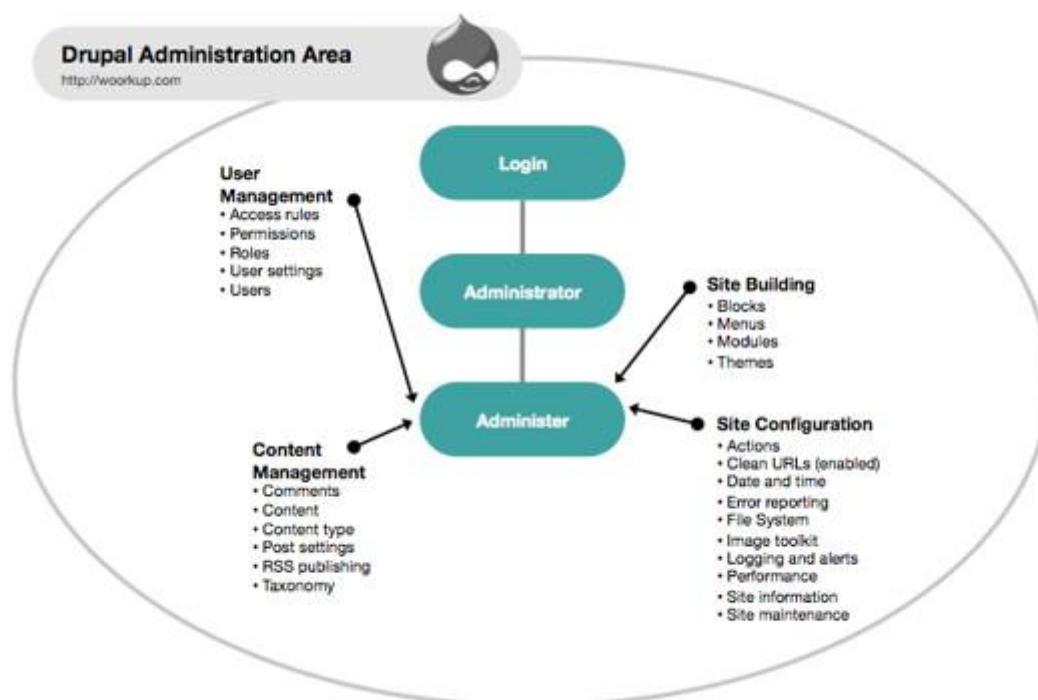 Drupal Administration Area
http://woorkup.com
Login
Administrator
Administer
User
Management
• Access rules
• Permissions
• Roles
• User settings
• Users
Content
Management
• Comments
• Content
• Content type
• Post settings
• RSS publishing
• Taxonomy
Site Building
• Blocks
• Menus
• Modules
• Themes
Site Configuration
• Actions
• Clean URLs (enabled)
• Date and time
• Error reporting
• File System
• Image toolkit
• Logging and alerts
• Performance
• Site information
• Site maintenance